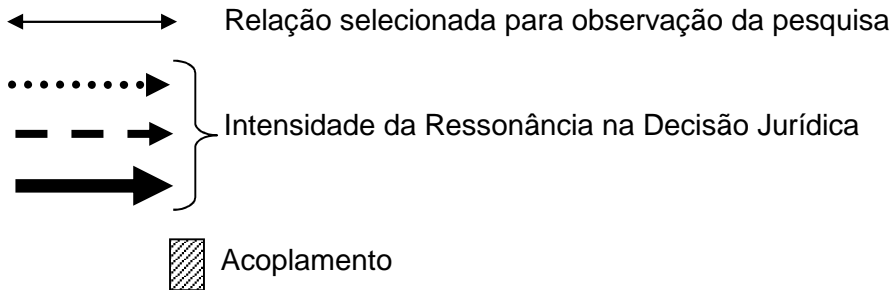 Relação selecionada para observação da pesquisa
Intensidade da Ressonância na Decisão Jurídica
Acoplamento